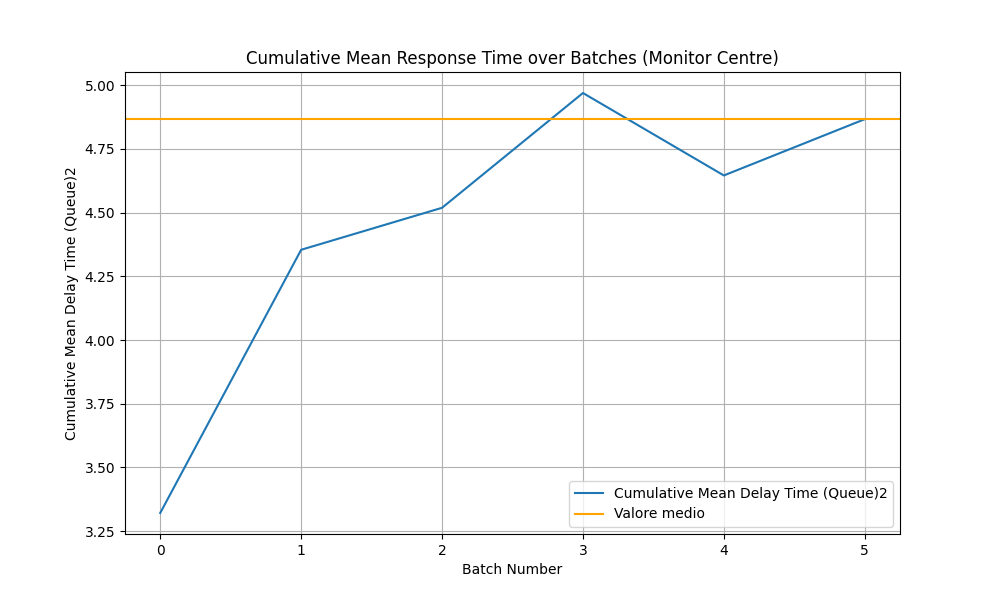 Cumulative Mean Response Time over Batches (Monitor Centre)
Cumulative Mean Delay Time (Queue)2
5.00
4.75
4.50
4.25
4.00
3.75
3.50
3.25
0 1 2 3 4 5
Batch Number
Cumulative Mean Delay Time (Queue)2
Valore medio